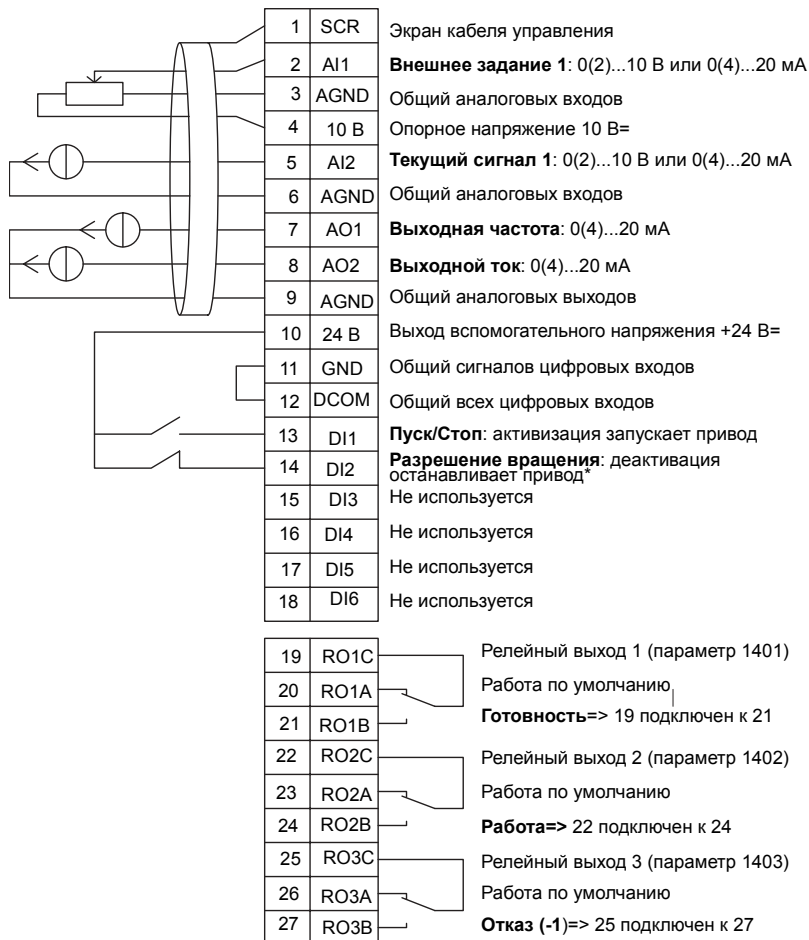 1 SCR Экран кабеля управления
2 AI1 Внешнее задание 1: 0(2)...10 В или 0(4)...20 мА
3 AGND Общий аналоговых входов
4 10 В Опорное напряжение 10 В=
5 AI2 Текущий сигнал 1: 0(2)...10 В или 0(4)...20 мА
6 AGND Общий аналоговых входов
7 AO1 Выходная частота: 0(4)...20 мА
8 AO2 Выходной ток: 0(4)...20 мА
9 AGND Общий аналоговых выходов
10 24 В Выход вспомогательного напряжения +24 В=
11 GND Общий сигналов цифровых входов
12 DCOM Общий всех цифровых входов
13 DI1 Пуск/Стоп: активизация запускает привод
14 DI2 Разрешение вращения: деактивация
останавливает привод*
15 DI3 Не используется
16 DI4 Не используется
17 DI5 Не используется
18 DI6 Не используется
19 RO1C Релейный выход 1 (параметр 1401)
20 RO1A Работа по умолчанию
21 RO1B Готовность=> 19 подключен к 21
22 RO2C Релейный выход 2 (параметр 1402)
23 RO2A Работа по умолчанию
24 RO2B Работа=> 22 подключен к 24
25 RO3C Релейный выход 3 (параметр 1403)
26 RO3A Работа по умолчанию
27 RO3B Отказ (-1)=> 25 подключен к 27